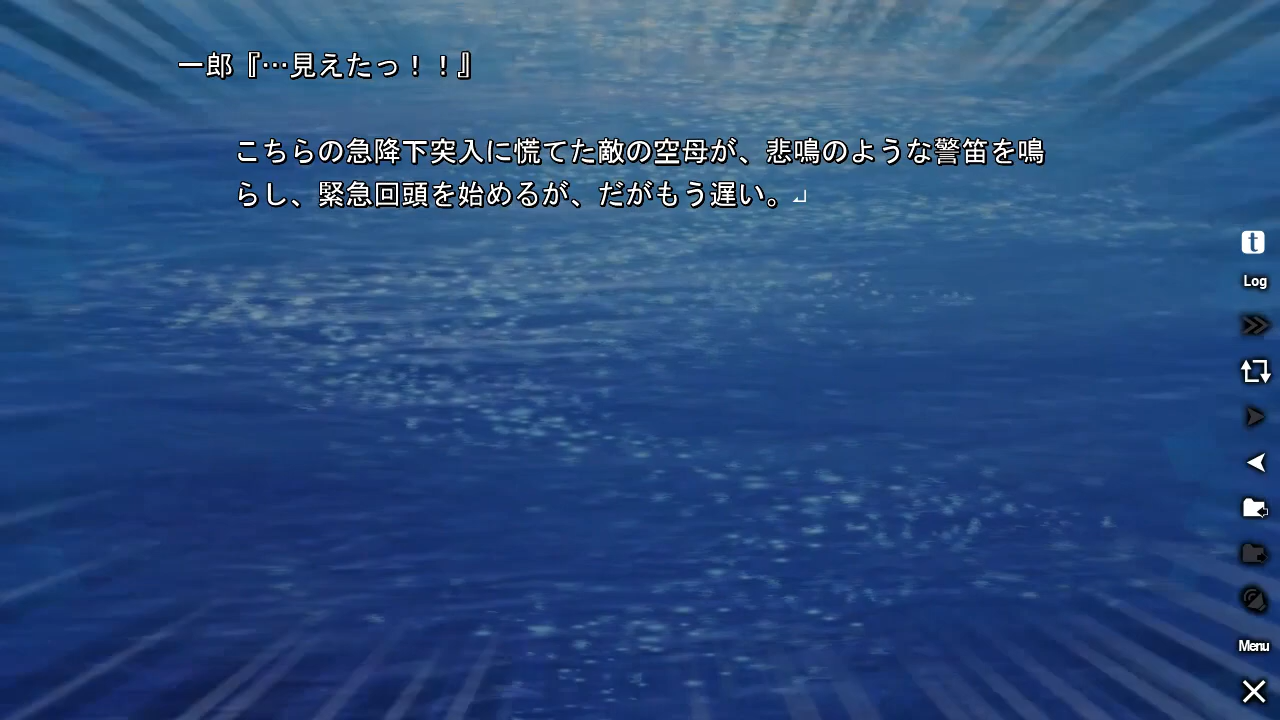 一郎『…見えたっ！！』
こちらの急降下突入に慌てた敵の空母が、悲鳴のような警笛を鳴
らし、緊急回頭を始めるが、だがもう遅い。
t
Log
Menu